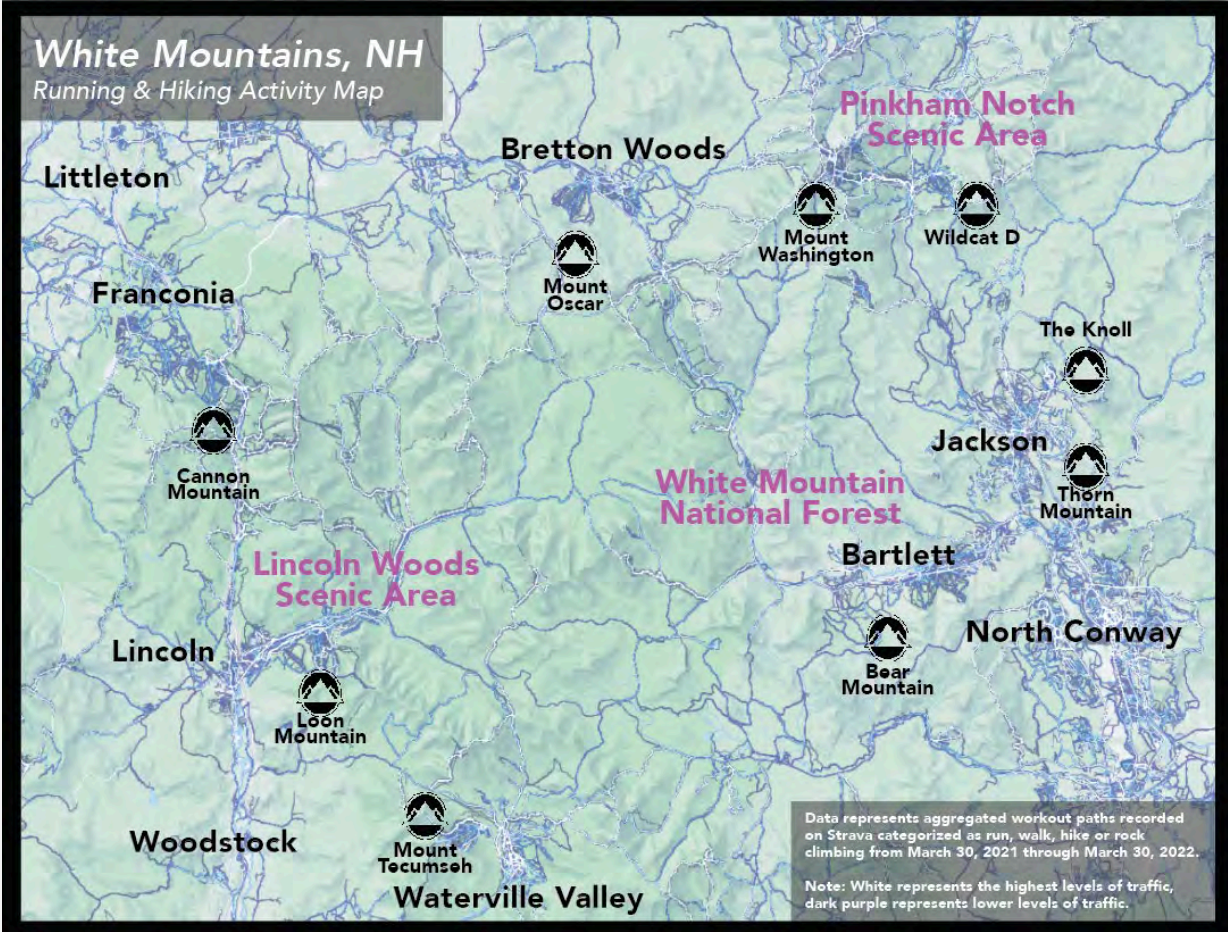 White Mountains, NH
Running & Hiking Activity Map
Pinkham Notch
Scenic Area
Bretton Woods
Littleton
Mount
Washington
Wildcat D
Mount
Oscar
Franconia
The Knoll
Jackson
Cannon
Mountain
White Mountain
National Forest
Thorn
Mountain
Bartlett
Lincoln Woods
Scenic Area
Lincoln
North Conway
Bear
Mountain
Loon
Mountain
Woodstock
Mount
Tecumseh
Waterville Valley
Data represents aggregated workout paths recorded
on Strava categorized as run, walk, hike or rock
climbing from March 30, 2021 through March 30, 2022.
Note: White represents the highest levels of traffic,
dark purple represents lower levels of traffic.